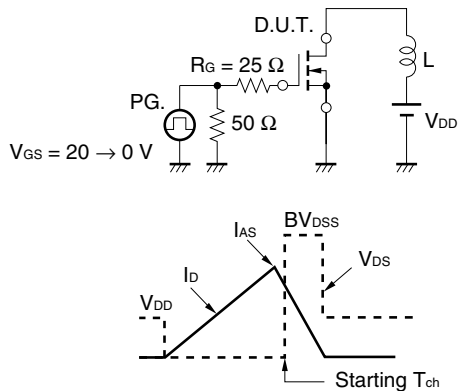 D.U.T.
RG = 25 Ω
L
PG.
50 Ω
VDD
VGS = 20 → 0 V
BVDSS
IAS
VDS
ID
VDD
Starting Tch